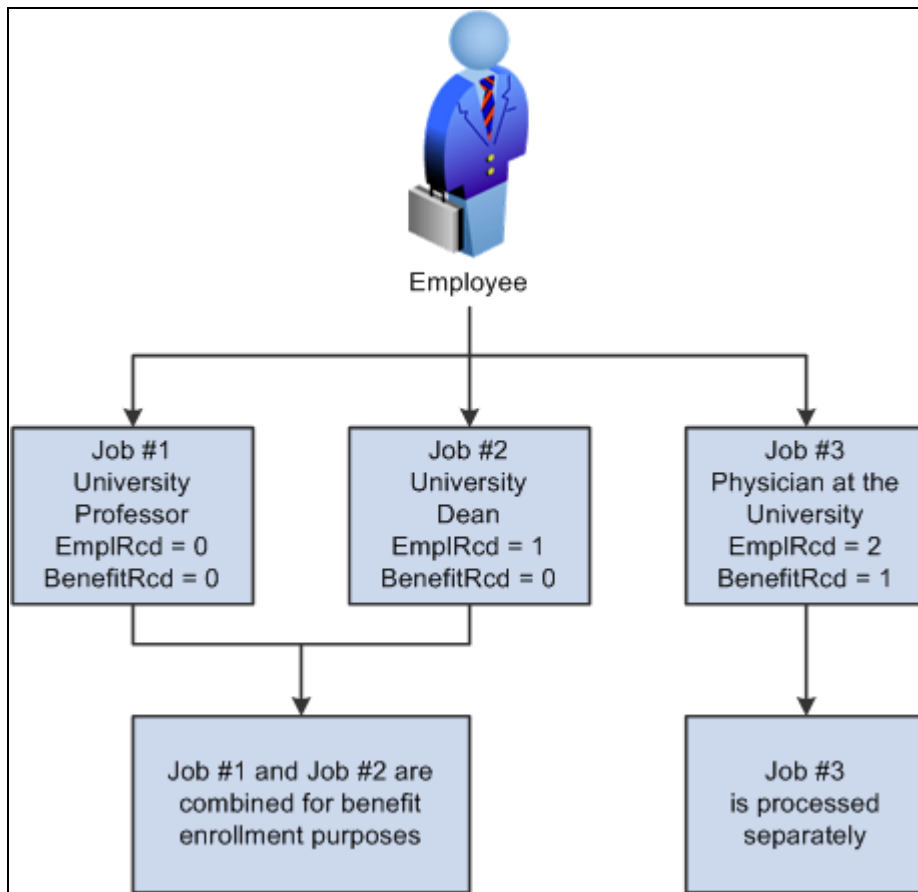 Employee
Job #1
University
Professor
EmplRcd = 0
BenefitRcd = 0
Job #2
University
Dean
EmplRcd = 1
BenefitRcd = 0
Job #3
Physician at the
University
EmplRcd = 2
BenefitRcd = 1
Job #1 and Job #2 are
combined for benefit
enrollment purposes
Job #3
is processed
separately